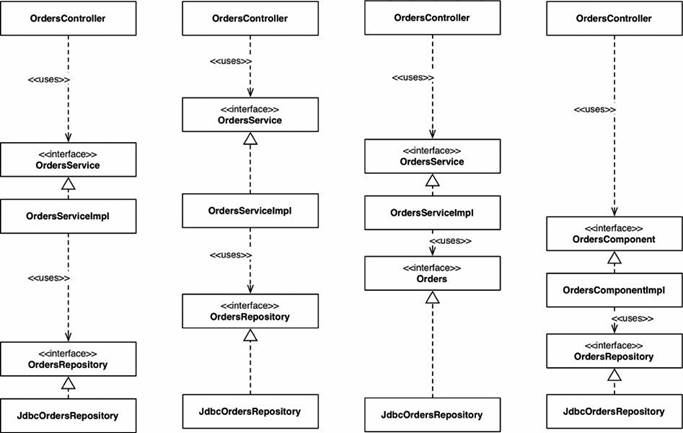 OrdersController
<<uses>>
<<interface>>
OrdersService
OrdersServiceImpl
<<uses>>
<<interface>>
OrdersRepository
JdbcOrdersRepository
OrdersController
<<uses>>
<<interface>>
OrdersService
OrdersServiceImpl
<<uses>>
<<interface>>
OrdersRepository
JdbcOrdersRepository
OrdersController
<<uses>>
<<interface>>
OrdersService
OrdersServiceImpl
<<uses>>
<<interface>>
Orders
JdbcOrdersRepository
OrdersController
<<uses>>
<<interface>>
OrdersComponent
OrdersComponentImpl
<<uses>>
<<interface>>
OrdersRepository
JdbcOrdersRepository